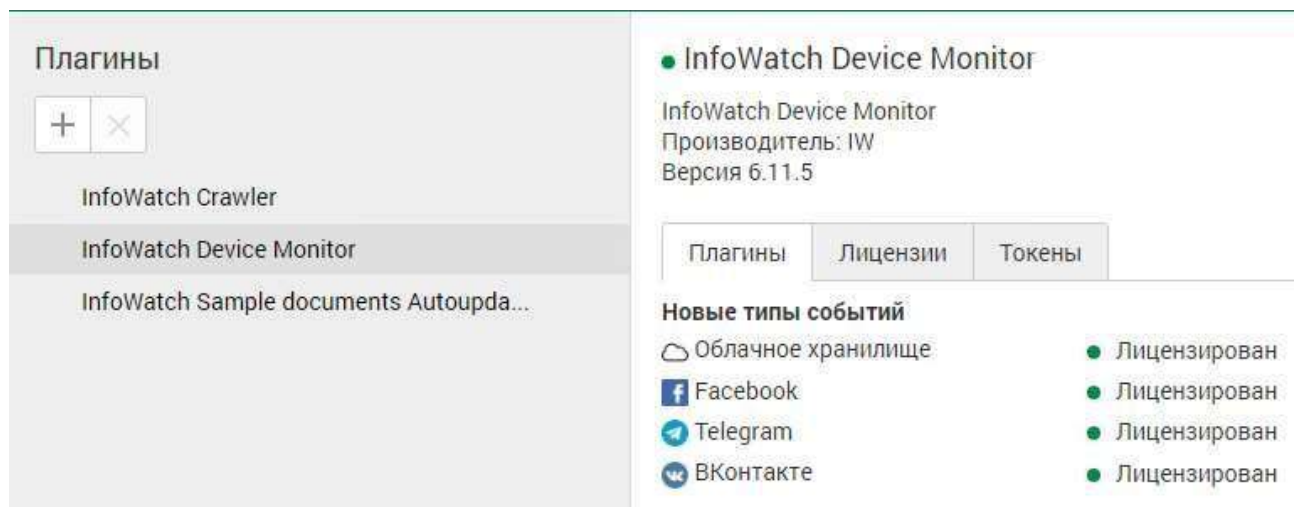 Плагины
InfoWatch Crawler
InfoWatch Device Monitor
InfoWatch Sample documents Autoupda...
InfoWatch Device Monitor
InfoWatch Device Monitor
Производитель: IW
Версия 6.11.5
Плагины Лицензии Токены
Новые типы событий
Облачное хранилище Лицензирован
Facebook Лицензирован
Telegram Лицензирован
ВКонтакте Лицензирован